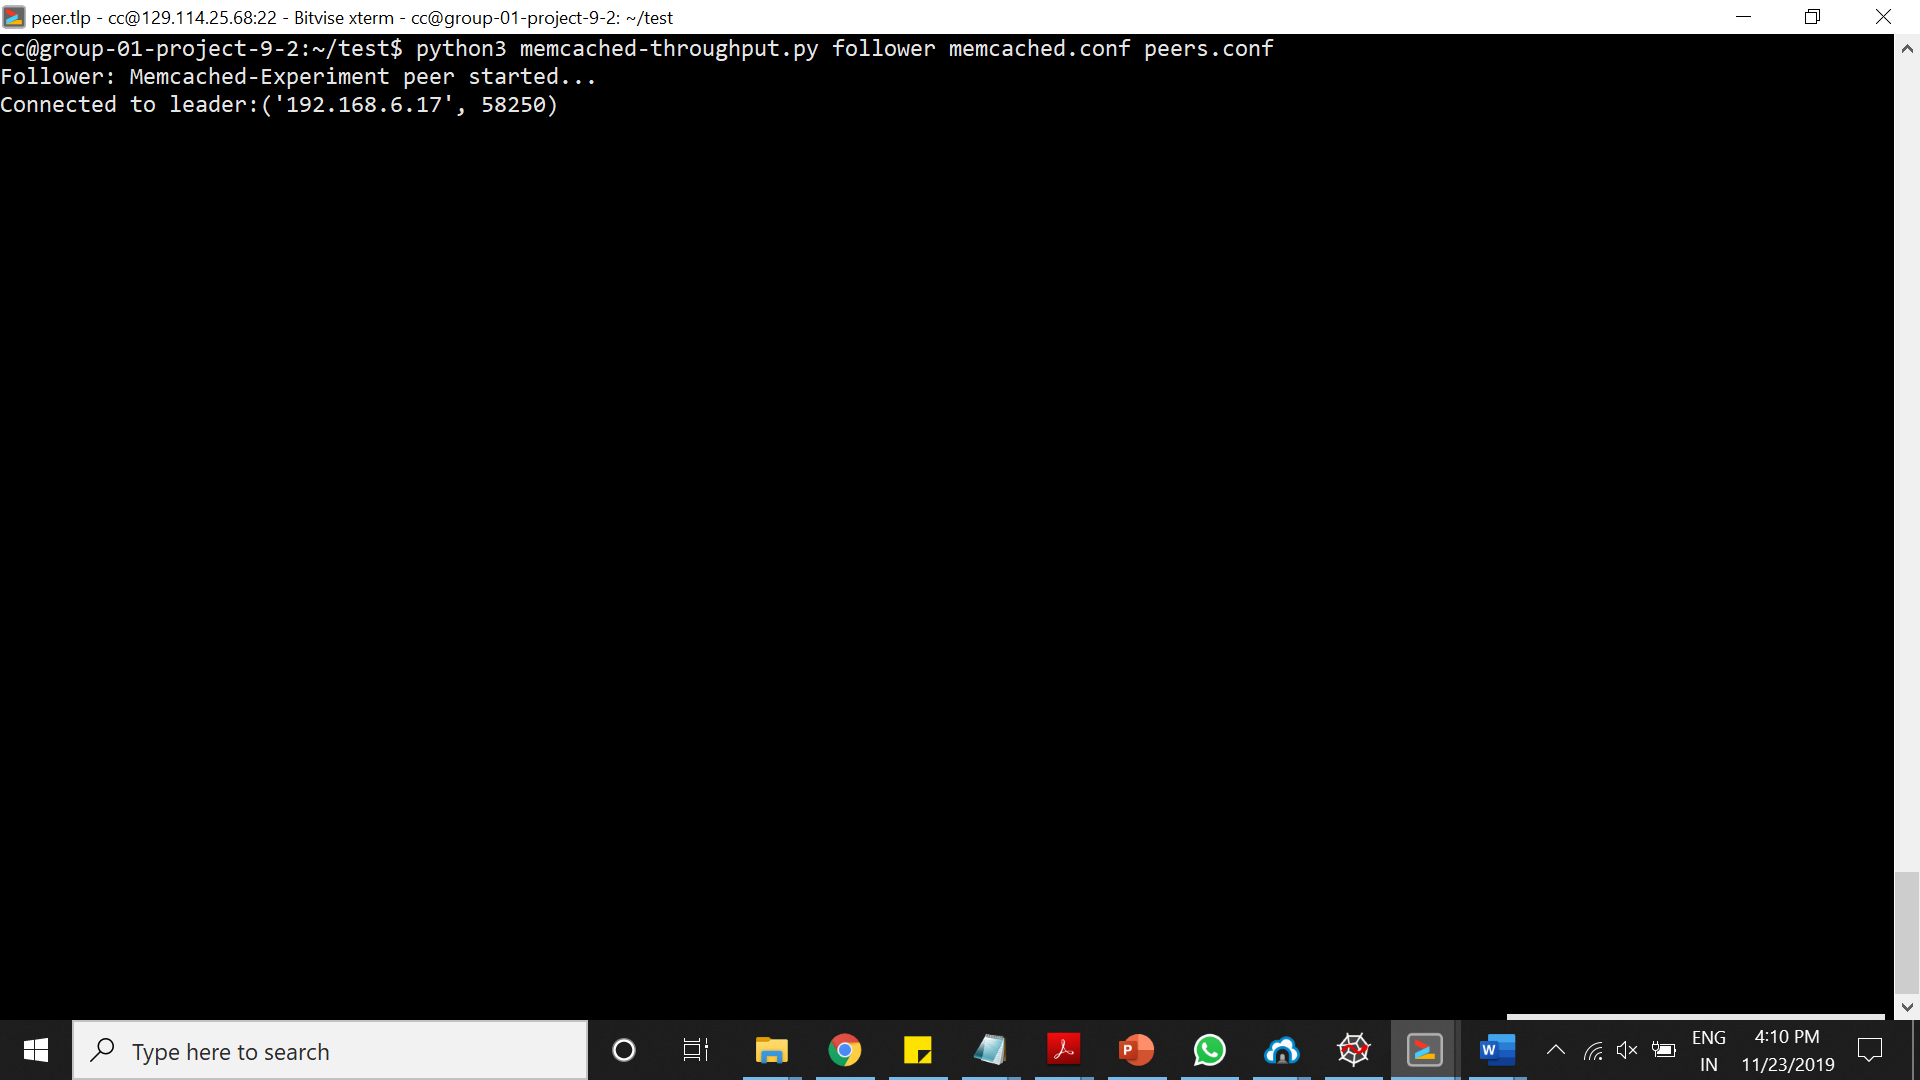 peer.tlp - cc@129.114.25.68:22 - Bitvise xterm - cc@group-01-project-9-2: ~/test
cc@group-01-project-9-2:~/test$ python3 memcached-throughput.py follower memcached.conf peers.conf
Follower: Memcached-Experiment peer started...
Connected to leader:('192.168.6.17', 58250)
Type here to search
P
W
ENG
IN
4:10 PM
11/23/2019